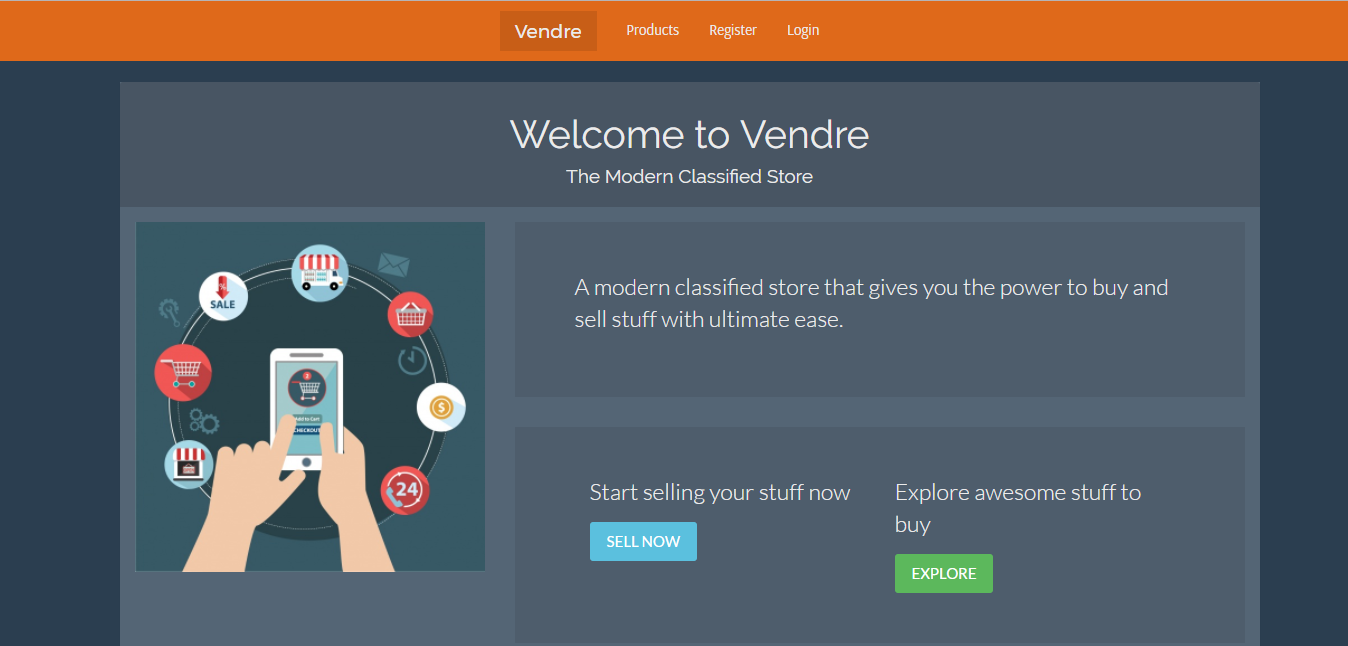 Vendre Products Register Login
Welcome to Vendre
The Modern Classified Store
SALE
Add to Cart
CHECKOUT
$
24
A modern classified store that gives you the power to buy and
sell stuff with ultimate ease.
Start selling your stuff now
SELL NOW
Explore awesome stuff to
buy
EXPLORE